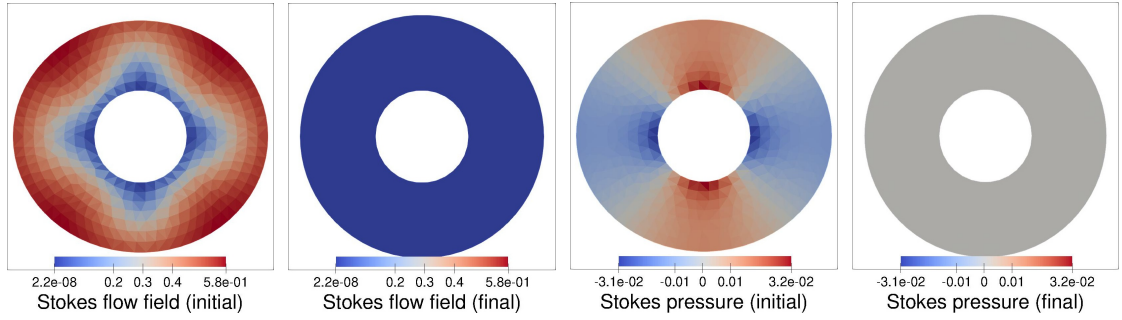 2.2e-08 0.2 0.3 0.4 5.8e-01
Stokes flow field (initial)
2.2e-08 0.2 0.3 0.4 5.8e-01
Stokes flow field (final)
-3.1e-02 -0.01 0 0.01 3.2e-02
Stokes pressure (initial)
-3.1e-02 -0.01 0 0.01 3.2e-02
Stokes pressure (final)